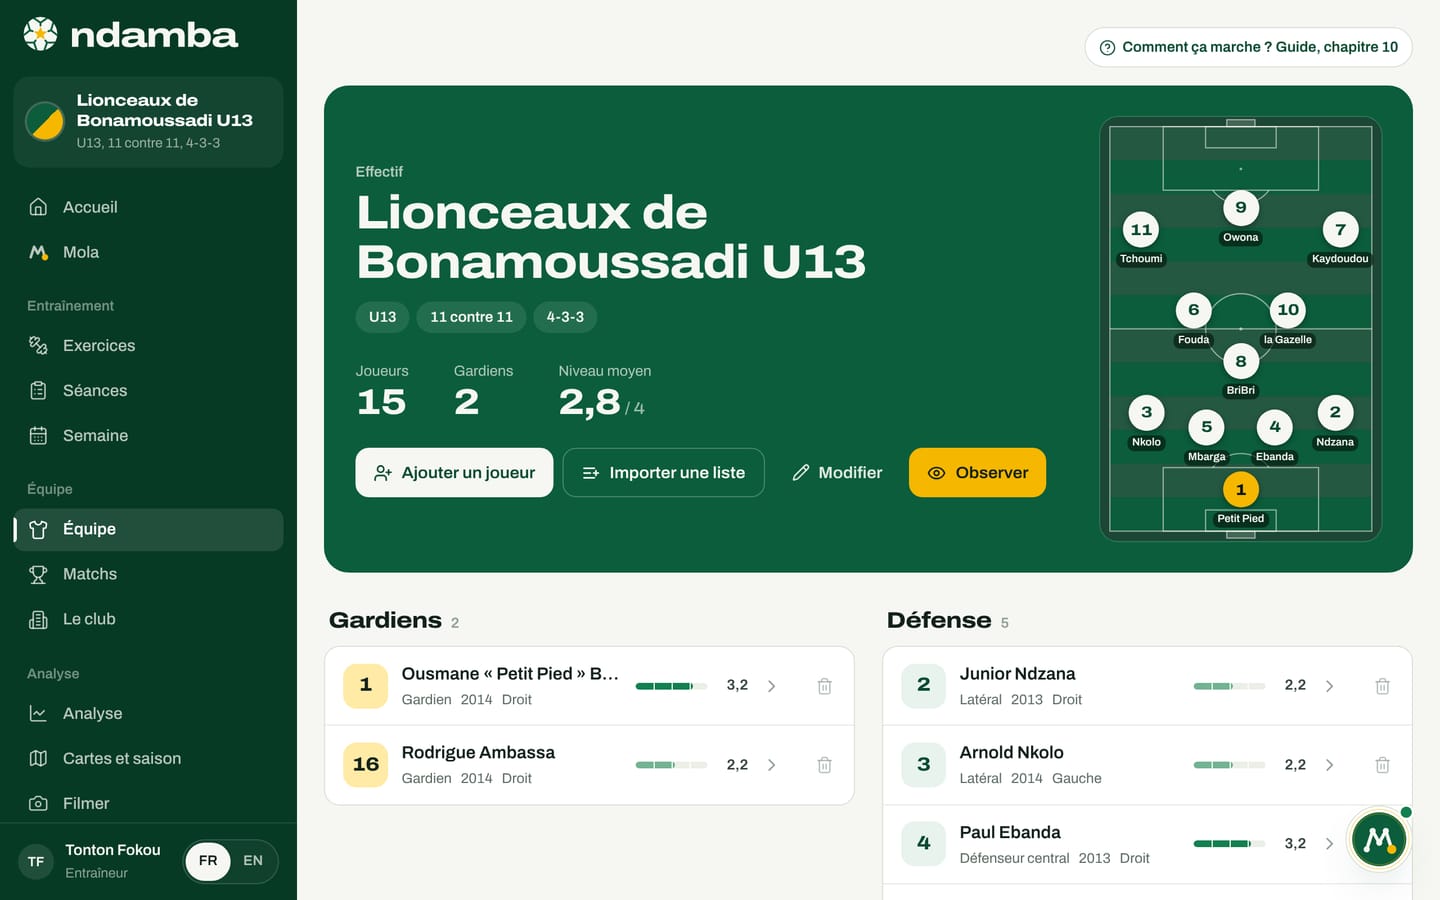 ndamba
Lionceaux de
Bonamoussadi U13
U13, 11 contre 11, 4-3-3
Accueil
Mola
Entraînement
Exercices
Séances
Semaine
Équipe
Équipe
Matchs
Le club
Analyse
Analyse
Cartes et saison
Filmer
TF
Tonton Fokou
Entraîneur
FR
EN
Comment ça marche ? Guide, chapitre 10
Effectif
Lionceaux de
Bonamoussadi U13
U13
11 contre 11
4-3-3
Joueurs
Gardiens
Niveau moyen
15
2
2,8 / 4
Ajouter un joueur
Importer une liste
Modifier
Observer
9
Owona
11
Tchoumi
7
Kaydoudou
6
Fouda
10
la Gazelle
8
BriBri
3
Nkolo
5
Mbarga
4
Ebanda
2
Ndzana
1
Petit Pied
Gardiens 2
1
Ousmane « Petit Pied » B...
Gardien 2014 Droit
3,2
16
Rodrigue Ambassa
Gardien 2014 Droit
2,2
Défense 5
2
Junior Ndzana
Latéral 2013 Droit
2,2
3
Arnold Nkolo
Latéral 2014 Gauche
2,2
4
Paul Ebanda
Défenseur central 2013 Droit
3,2